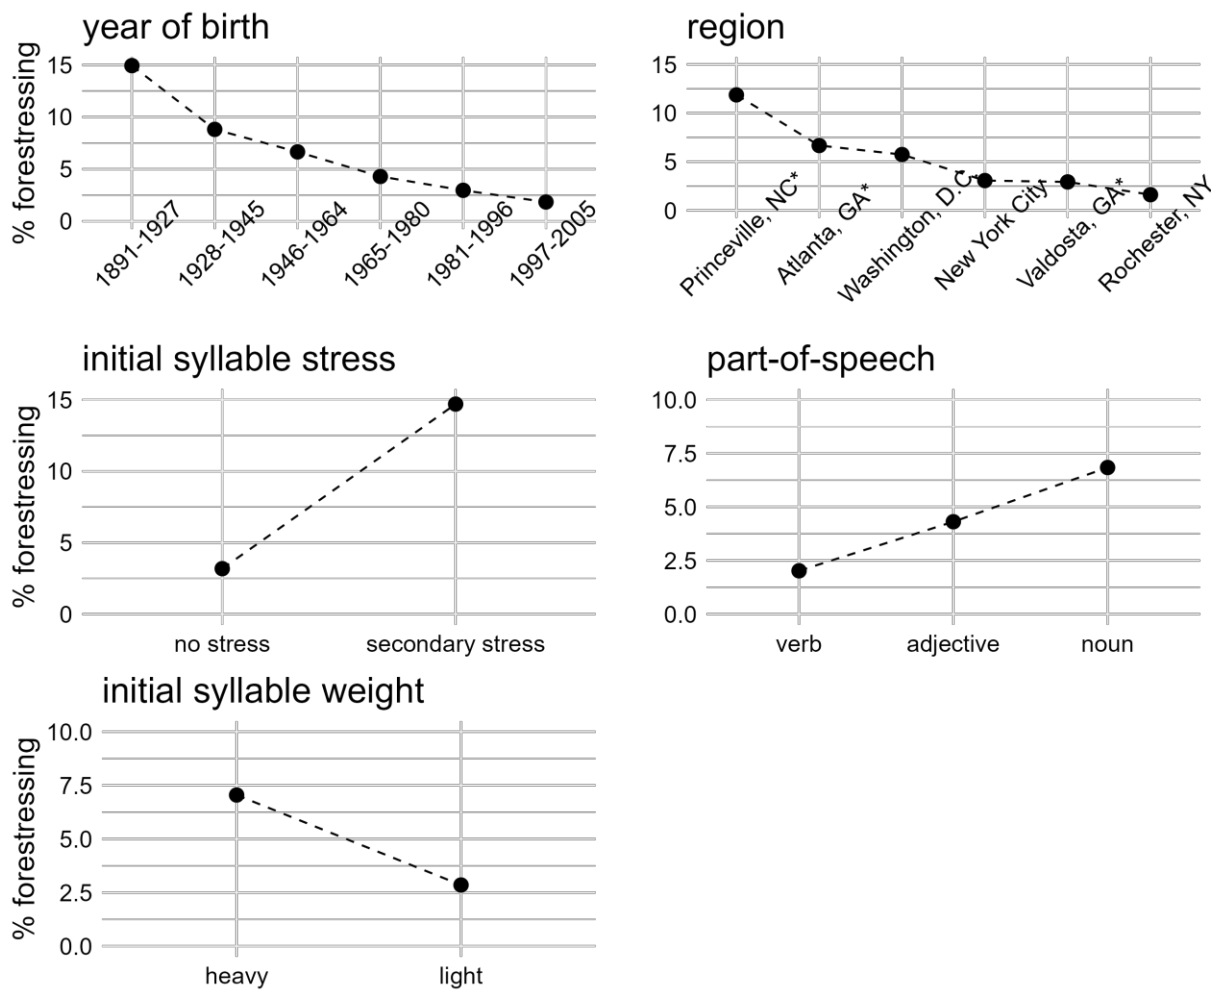 year of birth
% forestressing
15
10
5
0
1891-1927
1928-1945
1946-1964
1965-1980
1981-1996
1997-2005
region
15
10
5
0
Princeville, NC*
Atlanta, GA*
Washington, D.C.*
New York City
Valdosta, GA*
Rochester, NY
initial syllable stress
% forestressing
15
10
5
0
no stress
secondary stress
part-of-speech
10.0
7.5
5.0
2.5
0.0
verb
adjective
noun
initial syllable weight
% forestressing
10.0
7.5
5.0
2.5
0.0
heavy
light